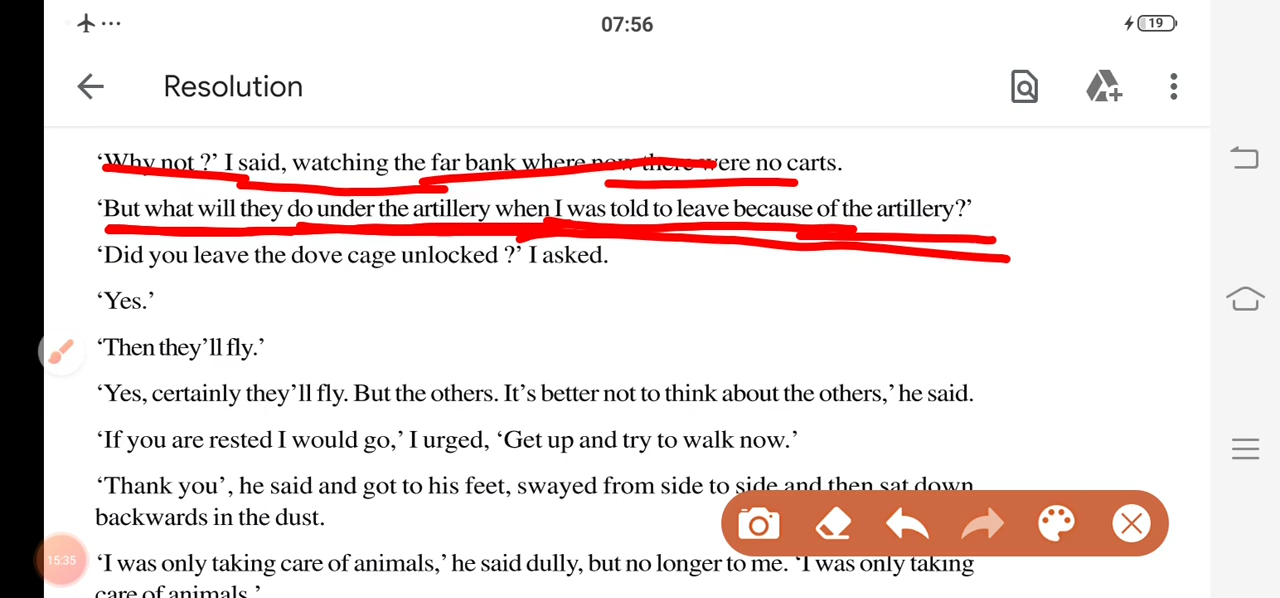 07:56
19
Resolution
‘Why not ?’ I said, watching the far bank where now there were no carts.
‘But what will they do under the artillery when I was told to leave because of the artillery?’
‘Did you leave the dove cage unlocked ?’ I asked.
‘Yes.’
‘Then they’ll fly.’
‘Yes, certainly they’ll fly. But the others. It’s better not to think about the others,’ he said.
‘If you are rested I would go,’ I urged, ‘Get up and try to walk now.’
‘Thank you’, he said and got to his feet, swayed from side to side and then sat down
backwards in the dust.
15:35
‘I was only taking care of animals,’ he said dully, but no longer to me. ‘I was only taking
care of animals.’